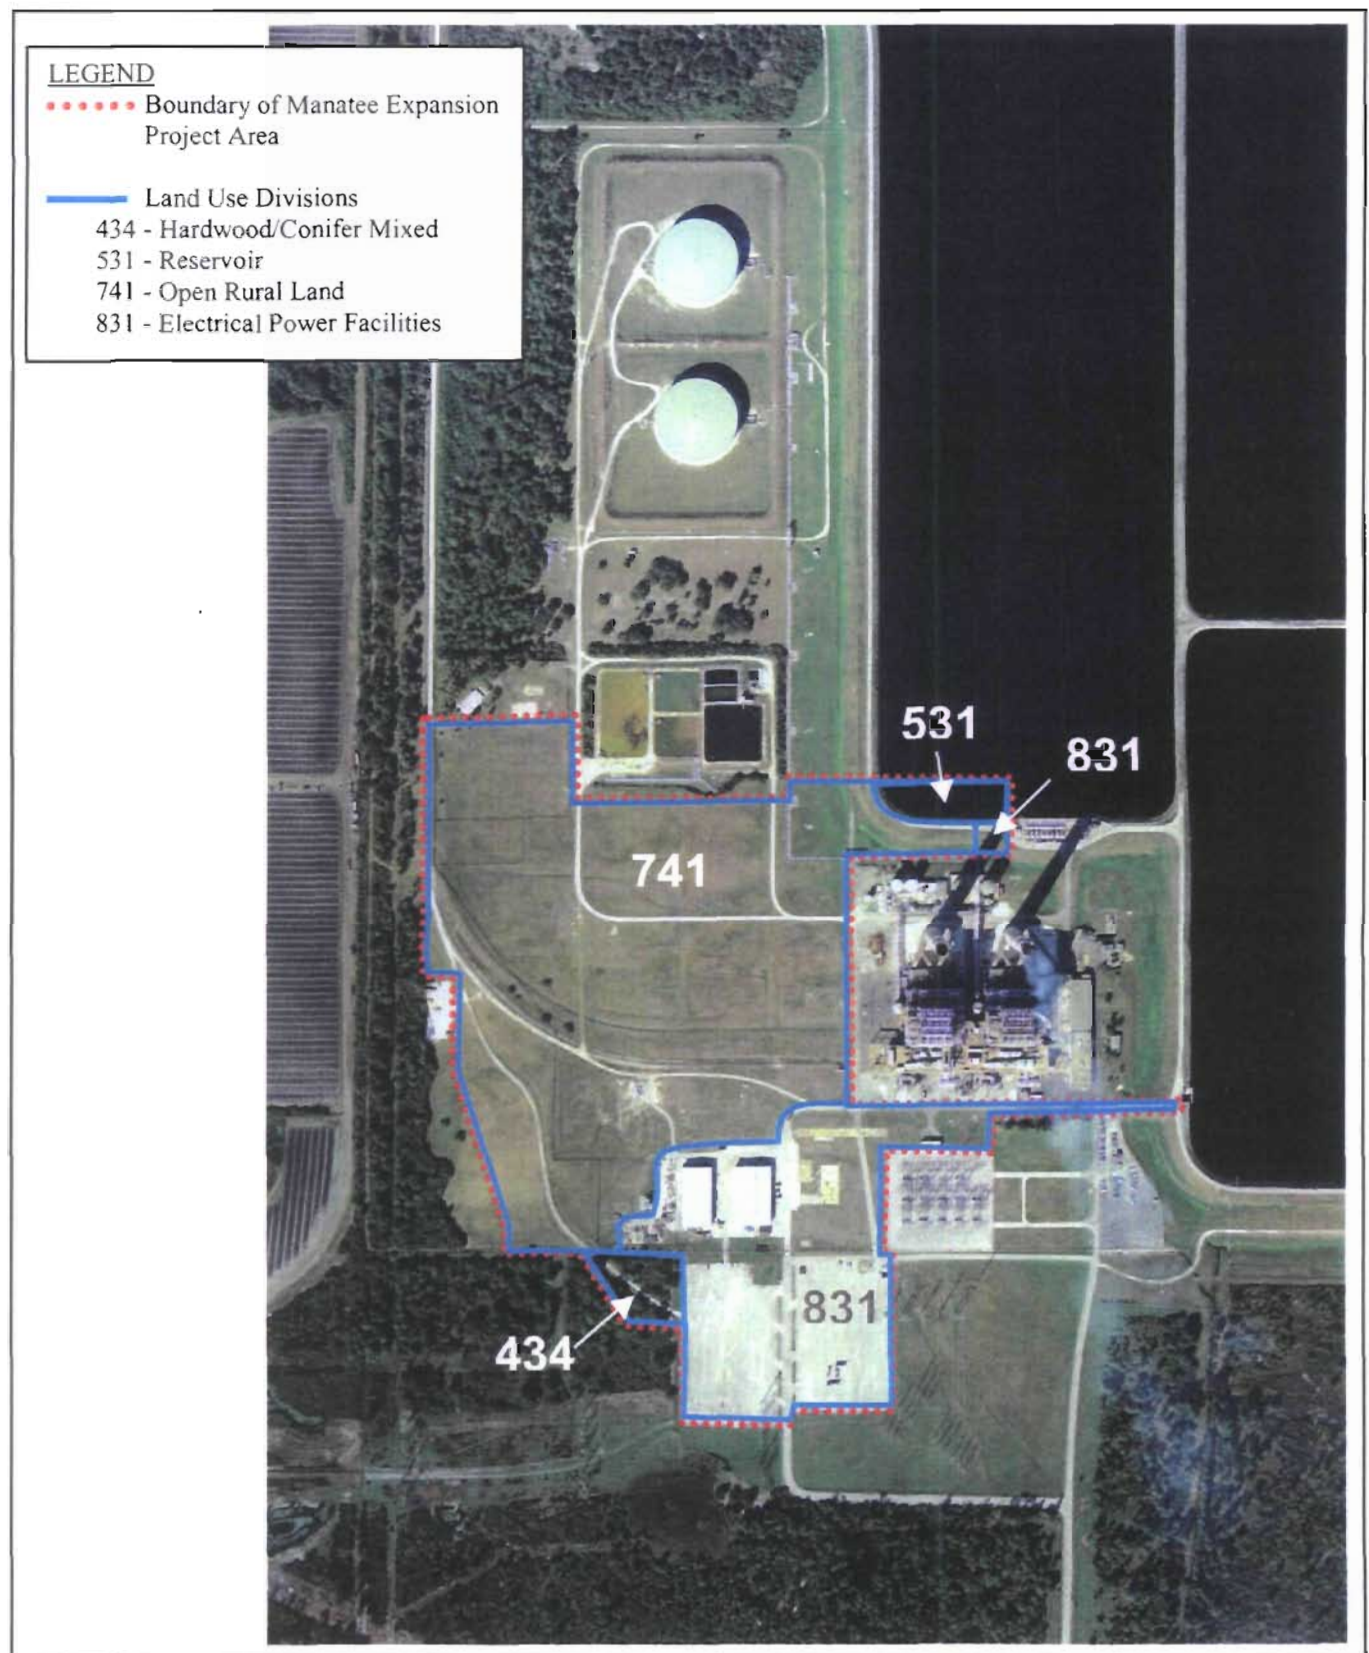 LEGEND
Boundary of Manatee Expansion
Project Area
Land Use Divisions
434 - Hardwood/Conifer Mixed
531 - Reservoir
741 - Open Rural Land
831 - Electrical Power Facilities
531
831
741
831
434